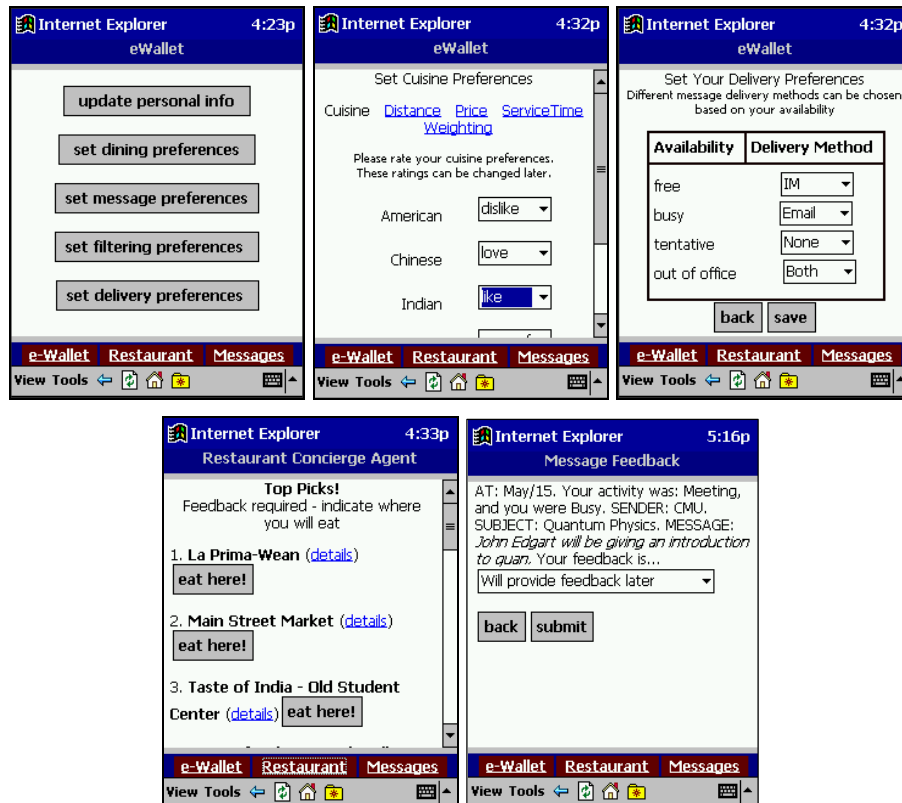 Internet Explorer 4:23p
eWallet
update personal info
set dining preferences
set message preferences
set filtering preferences
set delivery preferences
e-Wallet Restaurant Messages
View Tools
Internet Explorer 4:32p
eWallet
Set Cuisine Preferences
Cuisine Distance Price ServiceTime
Weighting
Please rate your cuisine preferences.
These ratings can be changed later.
American dislike
Chinese love
Indian like
e-Wallet Restaurant Messages
View Tools
Internet Explorer 4:32p
eWallet
Set Your Delivery Preferences
Different message delivery methods can be chosen
based on your availability
Availability Delivery Method
free IM
busy Email
tentative None
out of office Both
back save
e-Wallet Restaurant Messages
View Tools
Internet Explorer 4:33p
Restaurant Concierge Agent
Top Picks!
Feedback required - indicate where
you will eat
1. La Prima-Wean (details)
eat here!
2. Main Street Market (details)
eat here!
3. Taste of India - Old Student
Center (details) eat here!
e-Wallet Restaurant Messages
View Tools
Internet Explorer 5:16p
Message Feedback
AT: May/15. Your activity was: Meeting,
and you were Busy. SENDER: CMU.
SUBJECT: Quantum Physics. MESSAGE:
John Edgart will be giving an introduction
to quan. Your feedback is...
Will provide feedback later
back submit
e-Wallet Restaurant Messages
View Tools